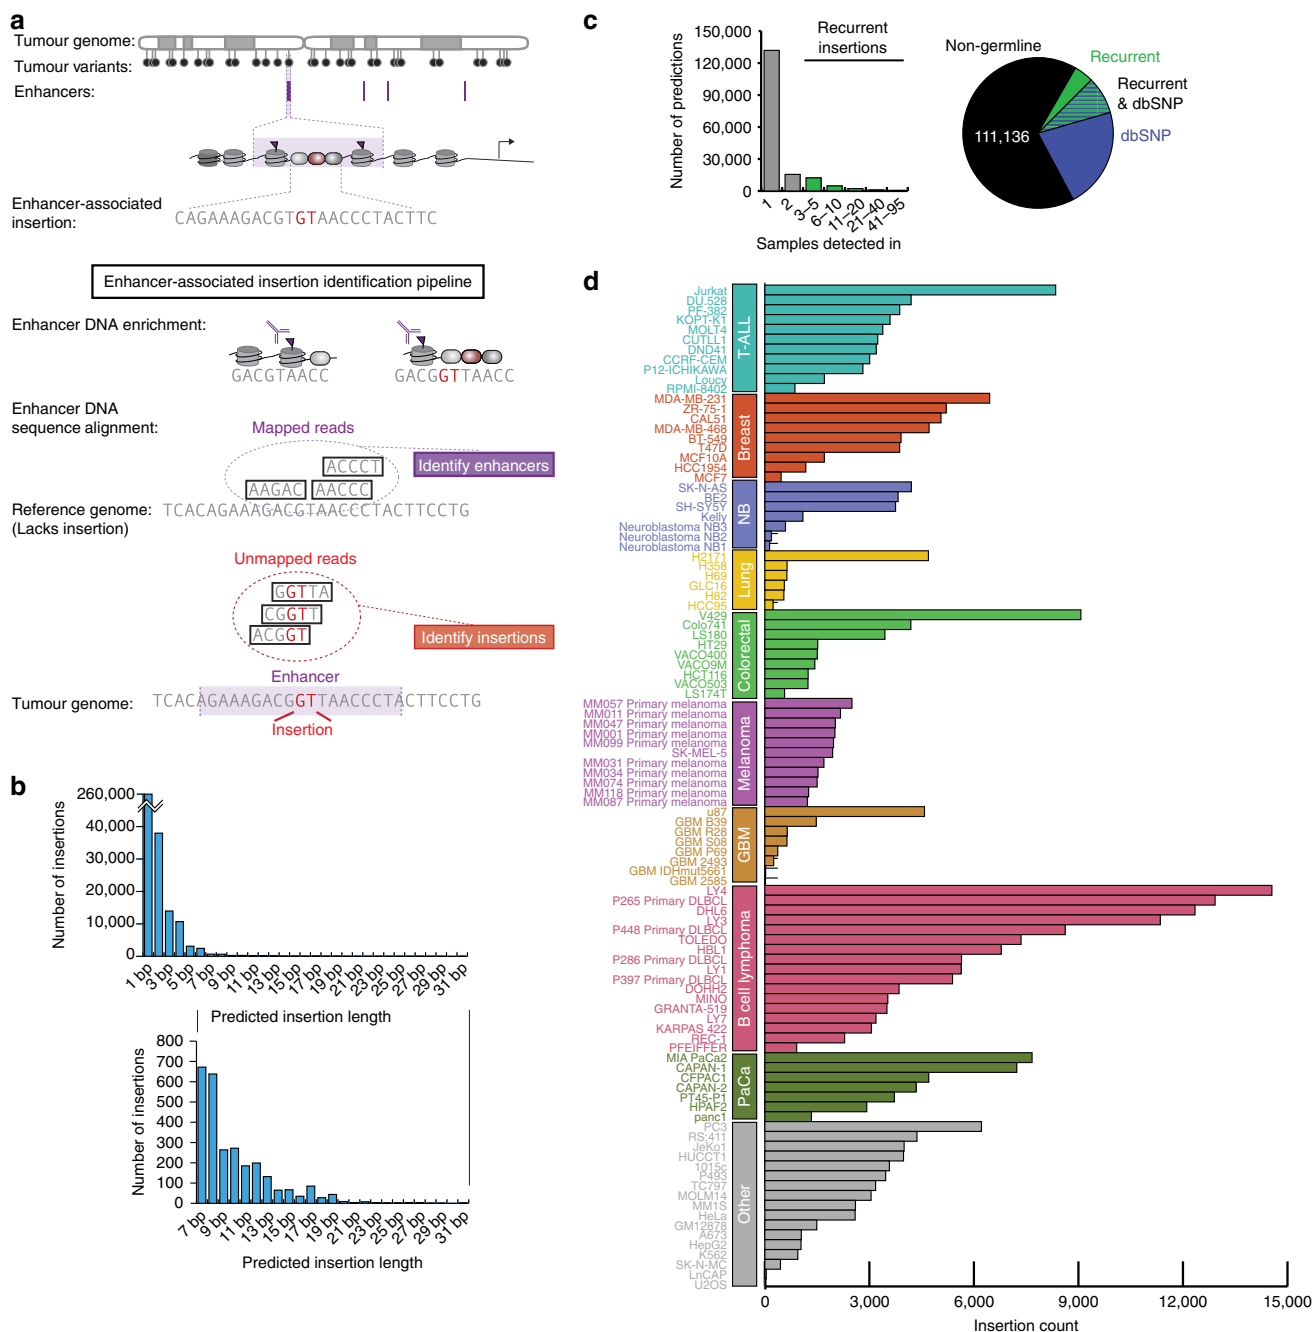 a
Tumour genome:
Tumour variants:
Enhancers:
Enhancer-associated
insertion:
CAGAAAGACGTGTAACCCTACTTC
Enhancer-associated insertion identification pipeline
Enhancer DNA enrichment:
GACGTAACC
GACGGTTAACC
Enhancer DNA
sequence alignment:
Mapped reads
ACCCT
Identify enhancers
AAGAC
AACCC
Reference genome:
(Lacks insertion)
TCACAGAAAGACGTAACCCTACTTCCTG
Unmapped reads
GGTTA
CGGTT
ACGGT
Identify insertions
Enhancer
Tumour genome:
TCACAGAAAGACGGTTAACCCTACTTCCTG
Insertion
b
Number of insertions
260,000
40,000
30,000
20,000
10,000
0
1 bp
3 bp
5 bp
7 bp
9 bp
11 bp
13 bp
15 bp
17 bp
19 bp
21 bp
23 bp
25 bp
27 bp
29 bp
31 bp
Predicted insertion length
Number of insertions
800
700
600
500
400
300
200
100
0
7 bp
9 bp
11 bp
13 bp
15 bp
17 bp
19 bp
21 bp
23 bp
25 bp
27 bp
29 bp
31 bp
Predicted insertion length
c
Number of predictions
150,000
120,000
90,000
60,000
30,000
0
Recurrent
insertions
1
2
3–5
6–10
11–20
21–40
41–95
Samples detected in
Non-germline
Recurrent
Recurrent
& dbSNP
dbSNP
111,136
d
T-ALL
Jurkat
DU.528
PF-382
KOPT-K1
MOLT4
CUTLL1
DND41
CCRF-CEM
P12-ICHIKAWA
Loucy
RPMI-8402
Breast
MDA-MB-231
ZR-75-1
CAL51
MDA-MB-468
BT-549
T47D
MCF10A
HCC1954
MCF7
NB
SK-N-AS
BE2
SH-SY5Y
Kelly
Neuroblastoma NB3
Neuroblastoma NB2
Neuroblastoma NB1
Lung
H2171
H358
H69
GLC16
H82
HCC95
Colorectal
V429
Colo741
LS180
HT29
VACO400
VACO9M
HCT116
VACO503
LS174T
Melanoma
MM057 Primary melanoma
MM011 Primary melanoma
MM047 Primary melanoma
MM001 Primary melanoma
MM099 Primary melanoma
SK-MEL-5
MM031 Primary melanoma
MM034 Primary melanoma
MM074 Primary melanoma
MM118 Primary melanoma
MM087 Primary melanoma
GBM
u87
GBM B39
GBM R28
GBM S08
GBM P69
GBM 2493
GBM IDHmut5661
GBM 2585
B cell lymphoma
LY4
P265 Primary DLBCL
DHL6
LY3
P448 Primary DLBCL
TOLEDO
HBL1
P286 Primary DLBCL
LY1
P397 Primary DLBCL
DOHH2
MINO
GRANTA-519
LY7
KARPAS 422
REC-1
PFEIFFER
PaCa
MIA PaCa2
CAPAN-1
CFPAC1
CAPAN-2
PT45-P1
HPAF2
panc1
Other
PC3
RS;411
JeKo1
HUCCT1
1015c
P493
TC797
MOLM14
MM1S
HeLa
GM12878
A673
HepG2
K562
SK-N-MC
LnCAP
U2OS
0
3,000
6,000
9,000
12,000
15,000
Insertion count